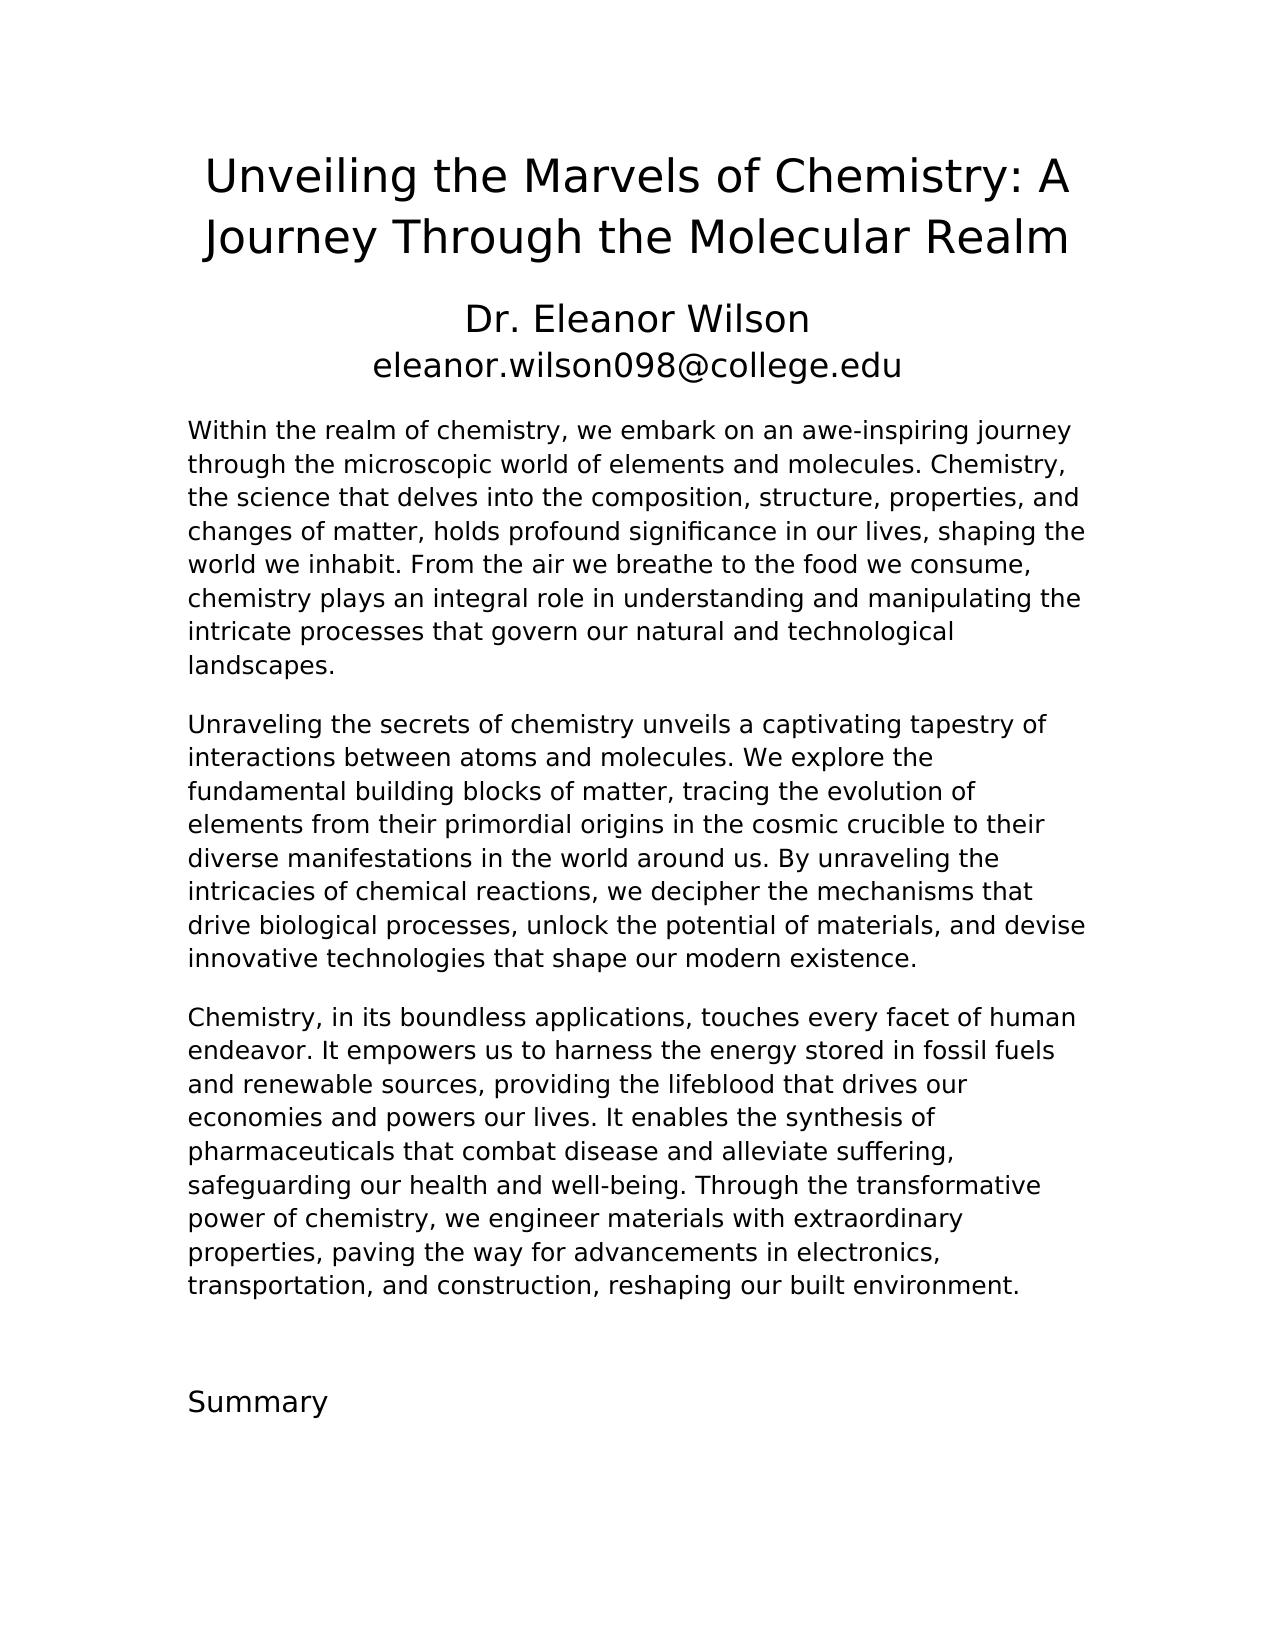 Unveiling the Marvels of Chemistry: A
Journey Through the Molecular Realm
Dr. Eleanor Wilson
eleanor.wilson098@college.edu
Within the realm of chemistry, we embark on an awe-inspiring journey
through the microscopic world of elements and molecules. Chemistry,
the science that delves into the composition, structure, properties, and
changes of matter, holds profound significance in our lives, shaping the
world we inhabit. From the air we breathe to the food we consume,
chemistry plays an integral role in understanding and manipulating the
intricate processes that govern our natural and technological
landscapes.
Unraveling the secrets of chemistry unveils a captivating tapestry of
interactions between atoms and molecules. We explore the
fundamental building blocks of matter, tracing the evolution of
elements from their primordial origins in the cosmic crucible to their
diverse manifestations in the world around us. By unraveling the
intricacies of chemical reactions, we decipher the mechanisms that
drive biological processes, unlock the potential of materials, and devise
innovative technologies that shape our modern existence.
Chemistry, in its boundless applications, touches every facet of human
endeavor. It empowers us to harness the energy stored in fossil fuels
and renewable sources, providing the lifeblood that drives our
economies and powers our lives. It enables the synthesis of
pharmaceuticals that combat disease and alleviate suffering,
safeguarding our health and well-being. Through the transformative
power of chemistry, we engineer materials with extraordinary
properties, paving the way for advancements in electronics,
transportation, and construction, reshaping our built environment.
Summary